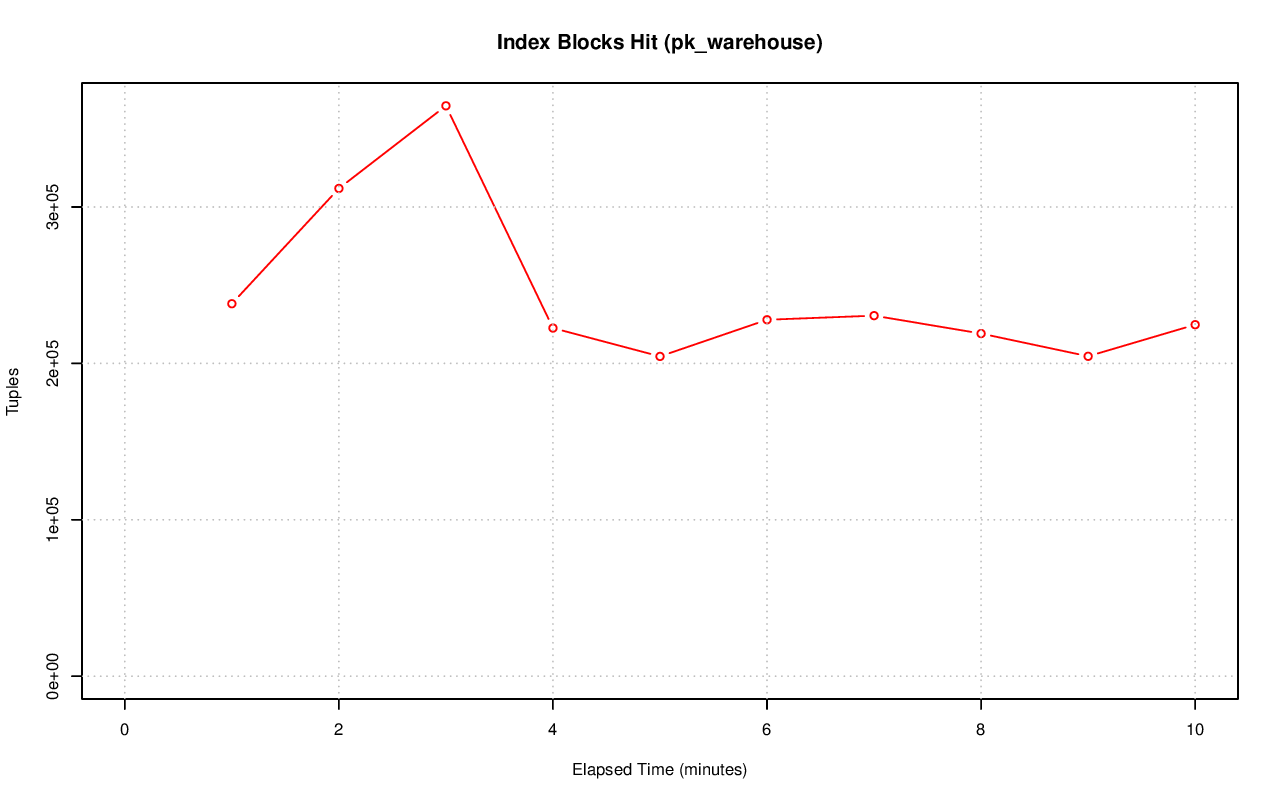 Index Blocks Hit (pk_warehouse)
Tuples
3e+05
2e+05
1e+05
0e+00
0 2 4 6 8 10
Elapsed Time (minutes)